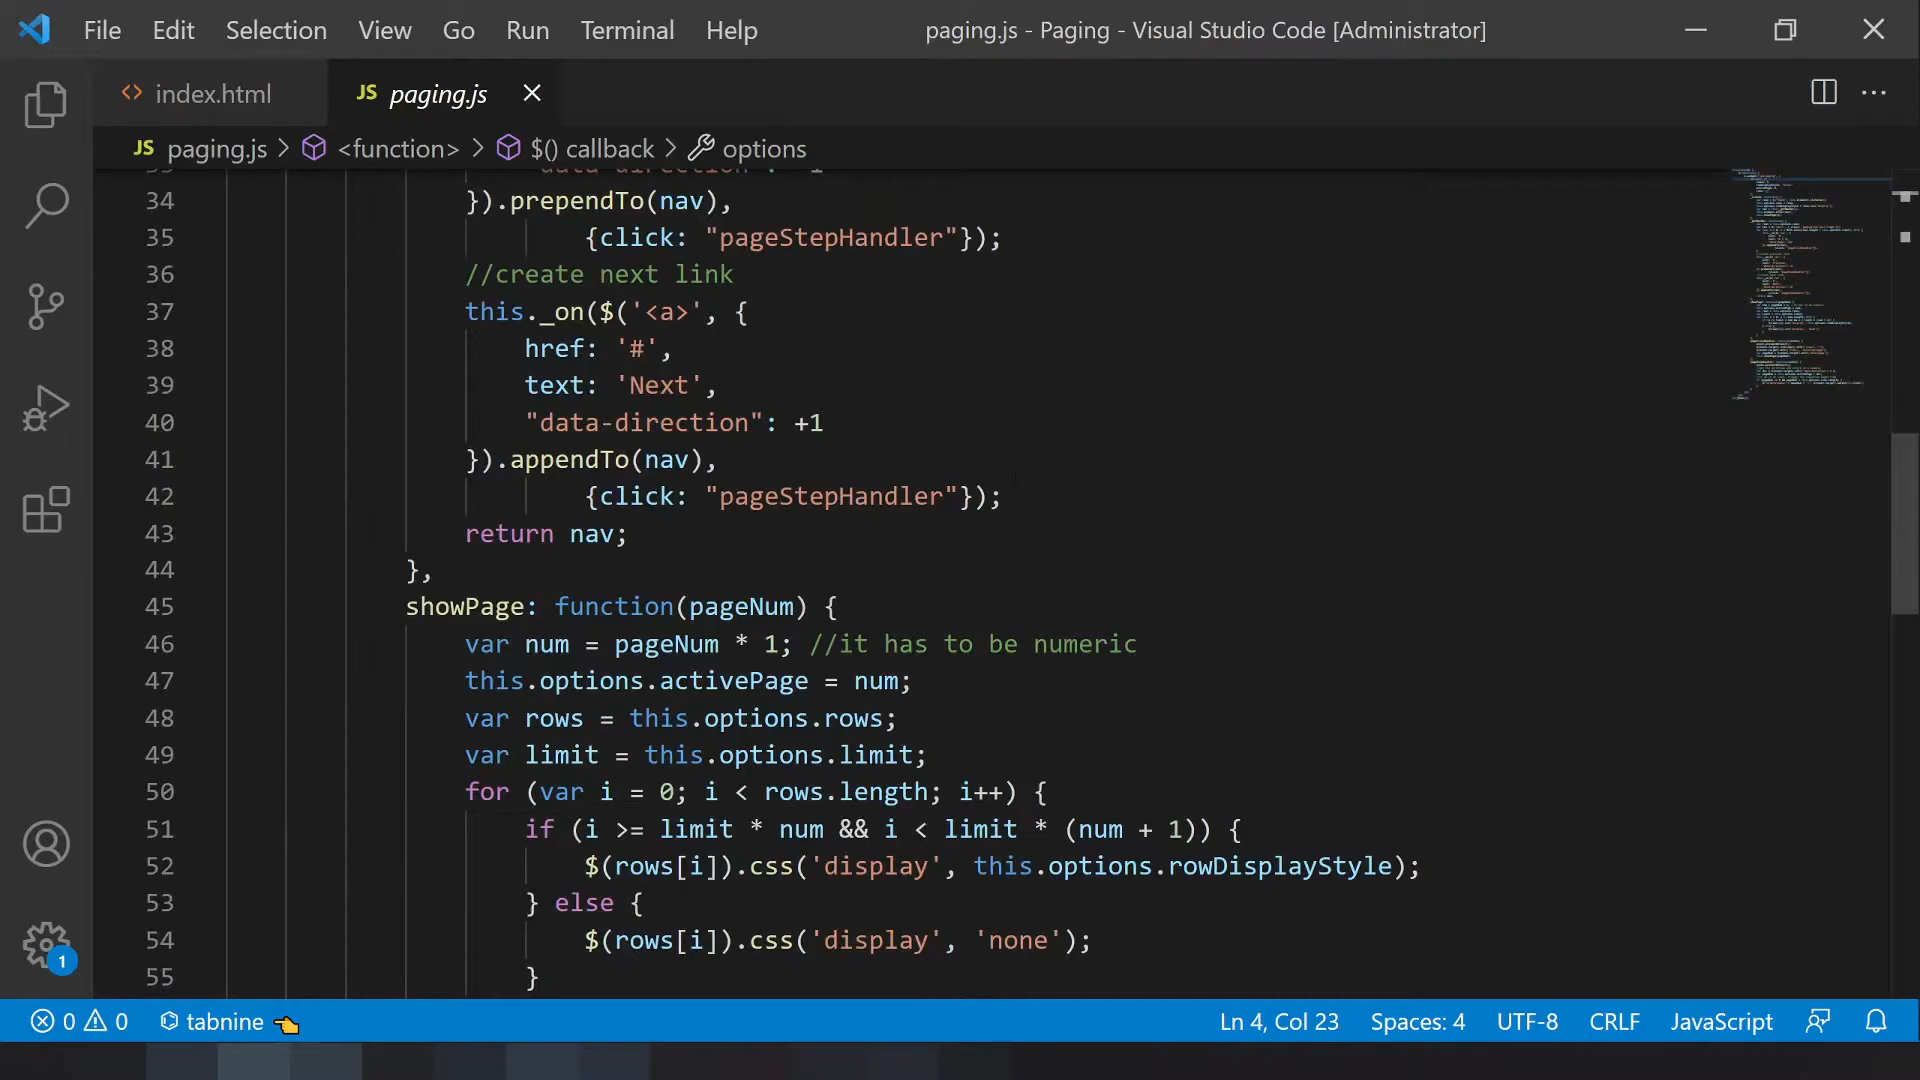 File Edit Selection View Go Run Terminal Help paging.js - Paging - Visual Studio Code [Administrator]
index.html JS paging.js
JS paging.js > <function> > $() callback > options
34 }).prependTo(nav),
35 {click: "pageStepHandler"});
36 //create next link
37 this._on($('<a>', {
38 href: '#',
39 text: 'Next',
40 "data-direction": +1
41 }).appendTo(nav),
42 {click: "pageStepHandler"});
43 return nav;
44 },
45 showPage: function(pageNum) {
46 var num = pageNum * 1; //it has to be numeric
47 this.options.activePage = num;
48 var rows = this.options.rows;
49 var limit = this.options.limit;
50 for (var i = 0; i < rows.length; i++) {
51 if (i >= limit * num && i < limit * (num + 1)) {
52 $(rows[i]).css('display', this.options.rowDisplayStyle);
53 } else {
54 $(rows[i]).css('display', 'none');
55 }
1
0 0 tabnine Ln 4, Col 23 Spaces: 4 UTF-8 CRLF JavaScript